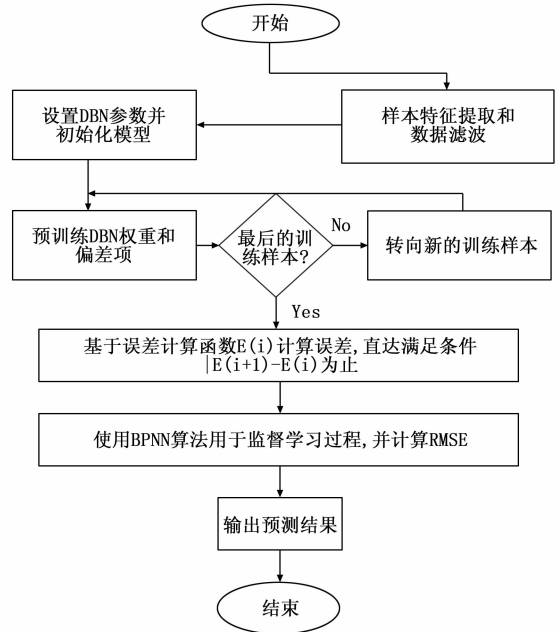 开始
样本特征提取和
数据滤波
设置DBN参数并
初始化模型
预训练DBN权重和
偏差项
最后的训
练样本?
No
转向新的训练样本
Yes
基于误差计算函数E(i)计算误差,直达满足条件
|E(i+1)-E(i)为止
使用BPNN算法用于监督学习过程,并计算RMSE
输出预测结果
结束